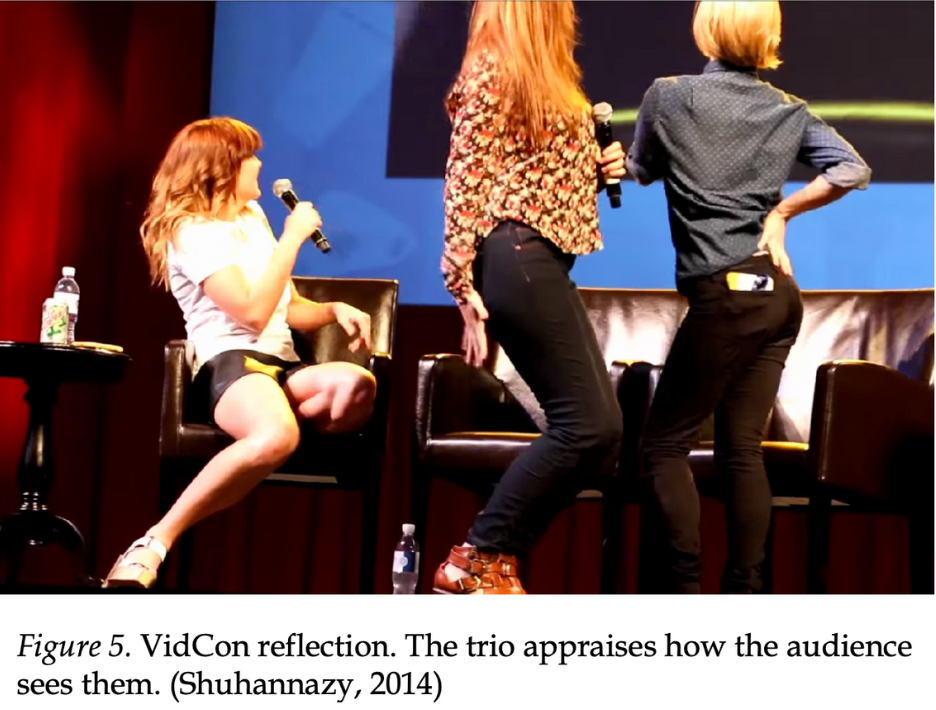 Figure 5. VidCon reflection. The trio appraises how the audience
sees them. (Shuhannazy, 2014)